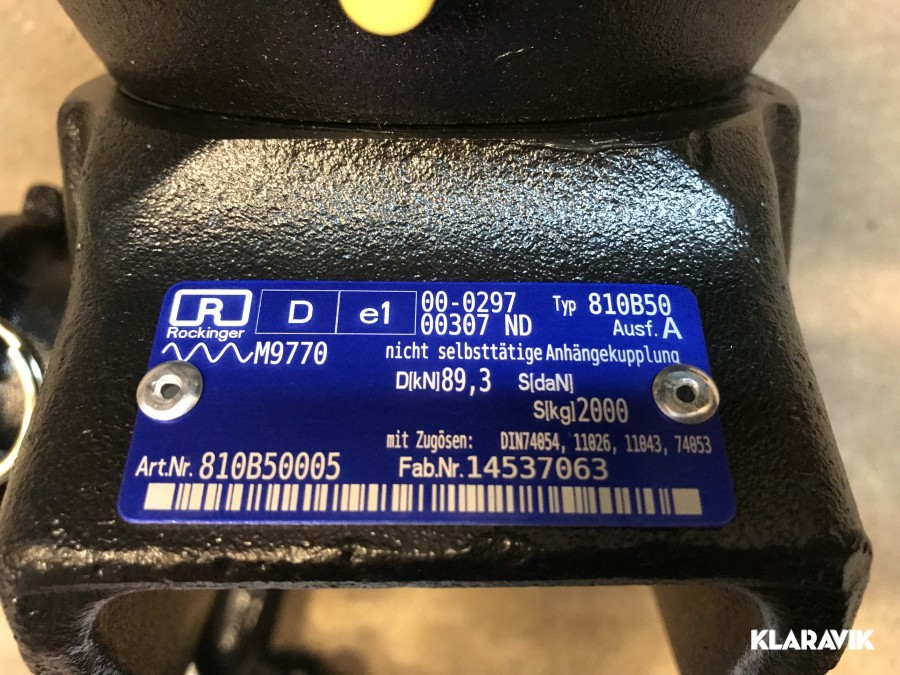 R
Rockinger
D
e1
00-0297
00307 ND
Typ 810B50
Ausf. A
M9770
nicht selbsttätige Anhängekupplung
D[kN]89,3 S[daN]
S[kg]2000
mit Zugösen: DIN74054, 11026, 11043, 74053
Art.Nr. 810B50005 Fab.Nr. 14537063
KLARAVIK